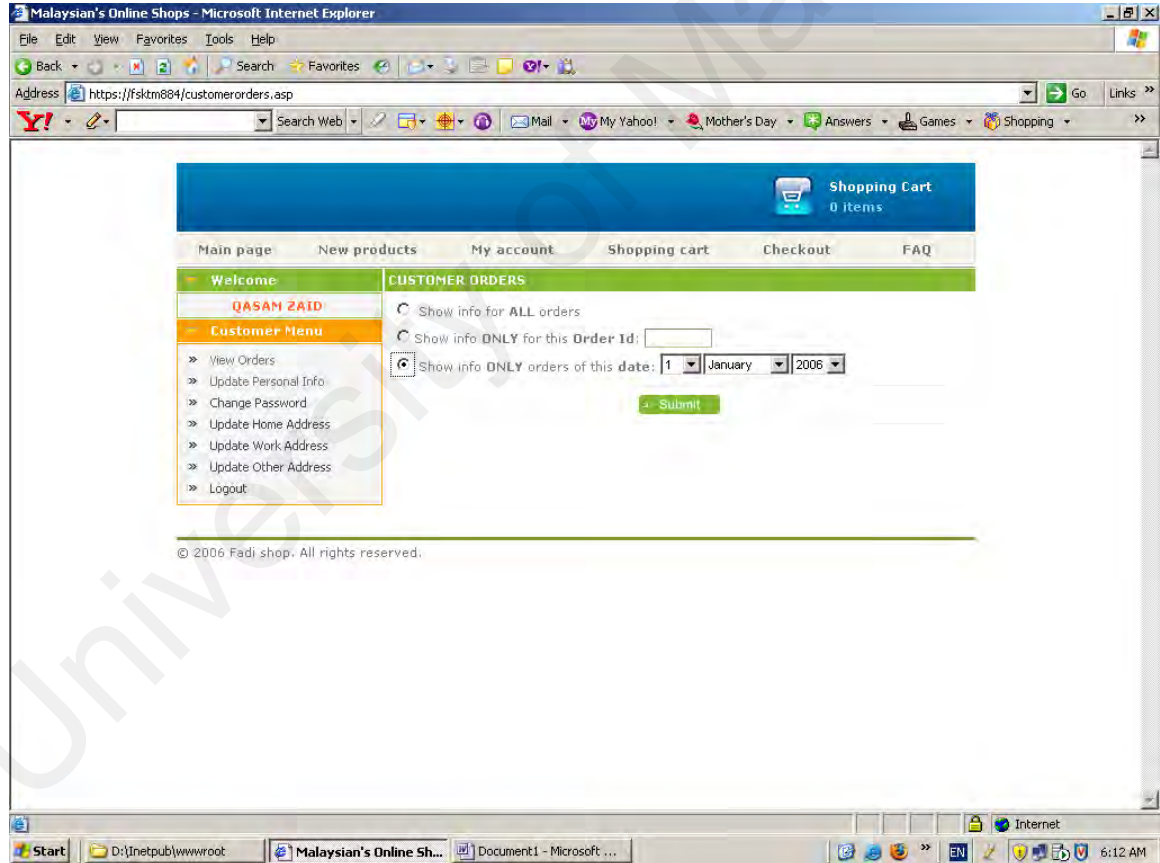 Malaysian's Online Shops - Microsoft Internet Explorer
File Edit View Favorites Tools Help
Back Search Favorites
Address https://fsktm884/customerorders.asp Go Links »
Y! Search Web Mail My Yahoo! Mother's Day Answers Games Shopping »
Shopping Cart
0 items
Main page New products My account Shopping cart Checkout FAQ
Welcome
QASAM ZAID
Customer Menu
» View Orders
» Update Personal Info
» Change Password
» Update Home Address
» Update Work Address
» Update Other Address
» Logout
CUSTOMER ORDERS
Show info for ALL orders
Show info ONLY for this Order Id:
Show info ONLY orders of this date: 1 January 2006
Submit
© 2006 Fadi shop. All rights reserved.
Internet
Start D:\Inetpub\wwwroot Malaysian's Online Sh... Document1 - Microsoft ... » EN 6:12 AM
University of Ma